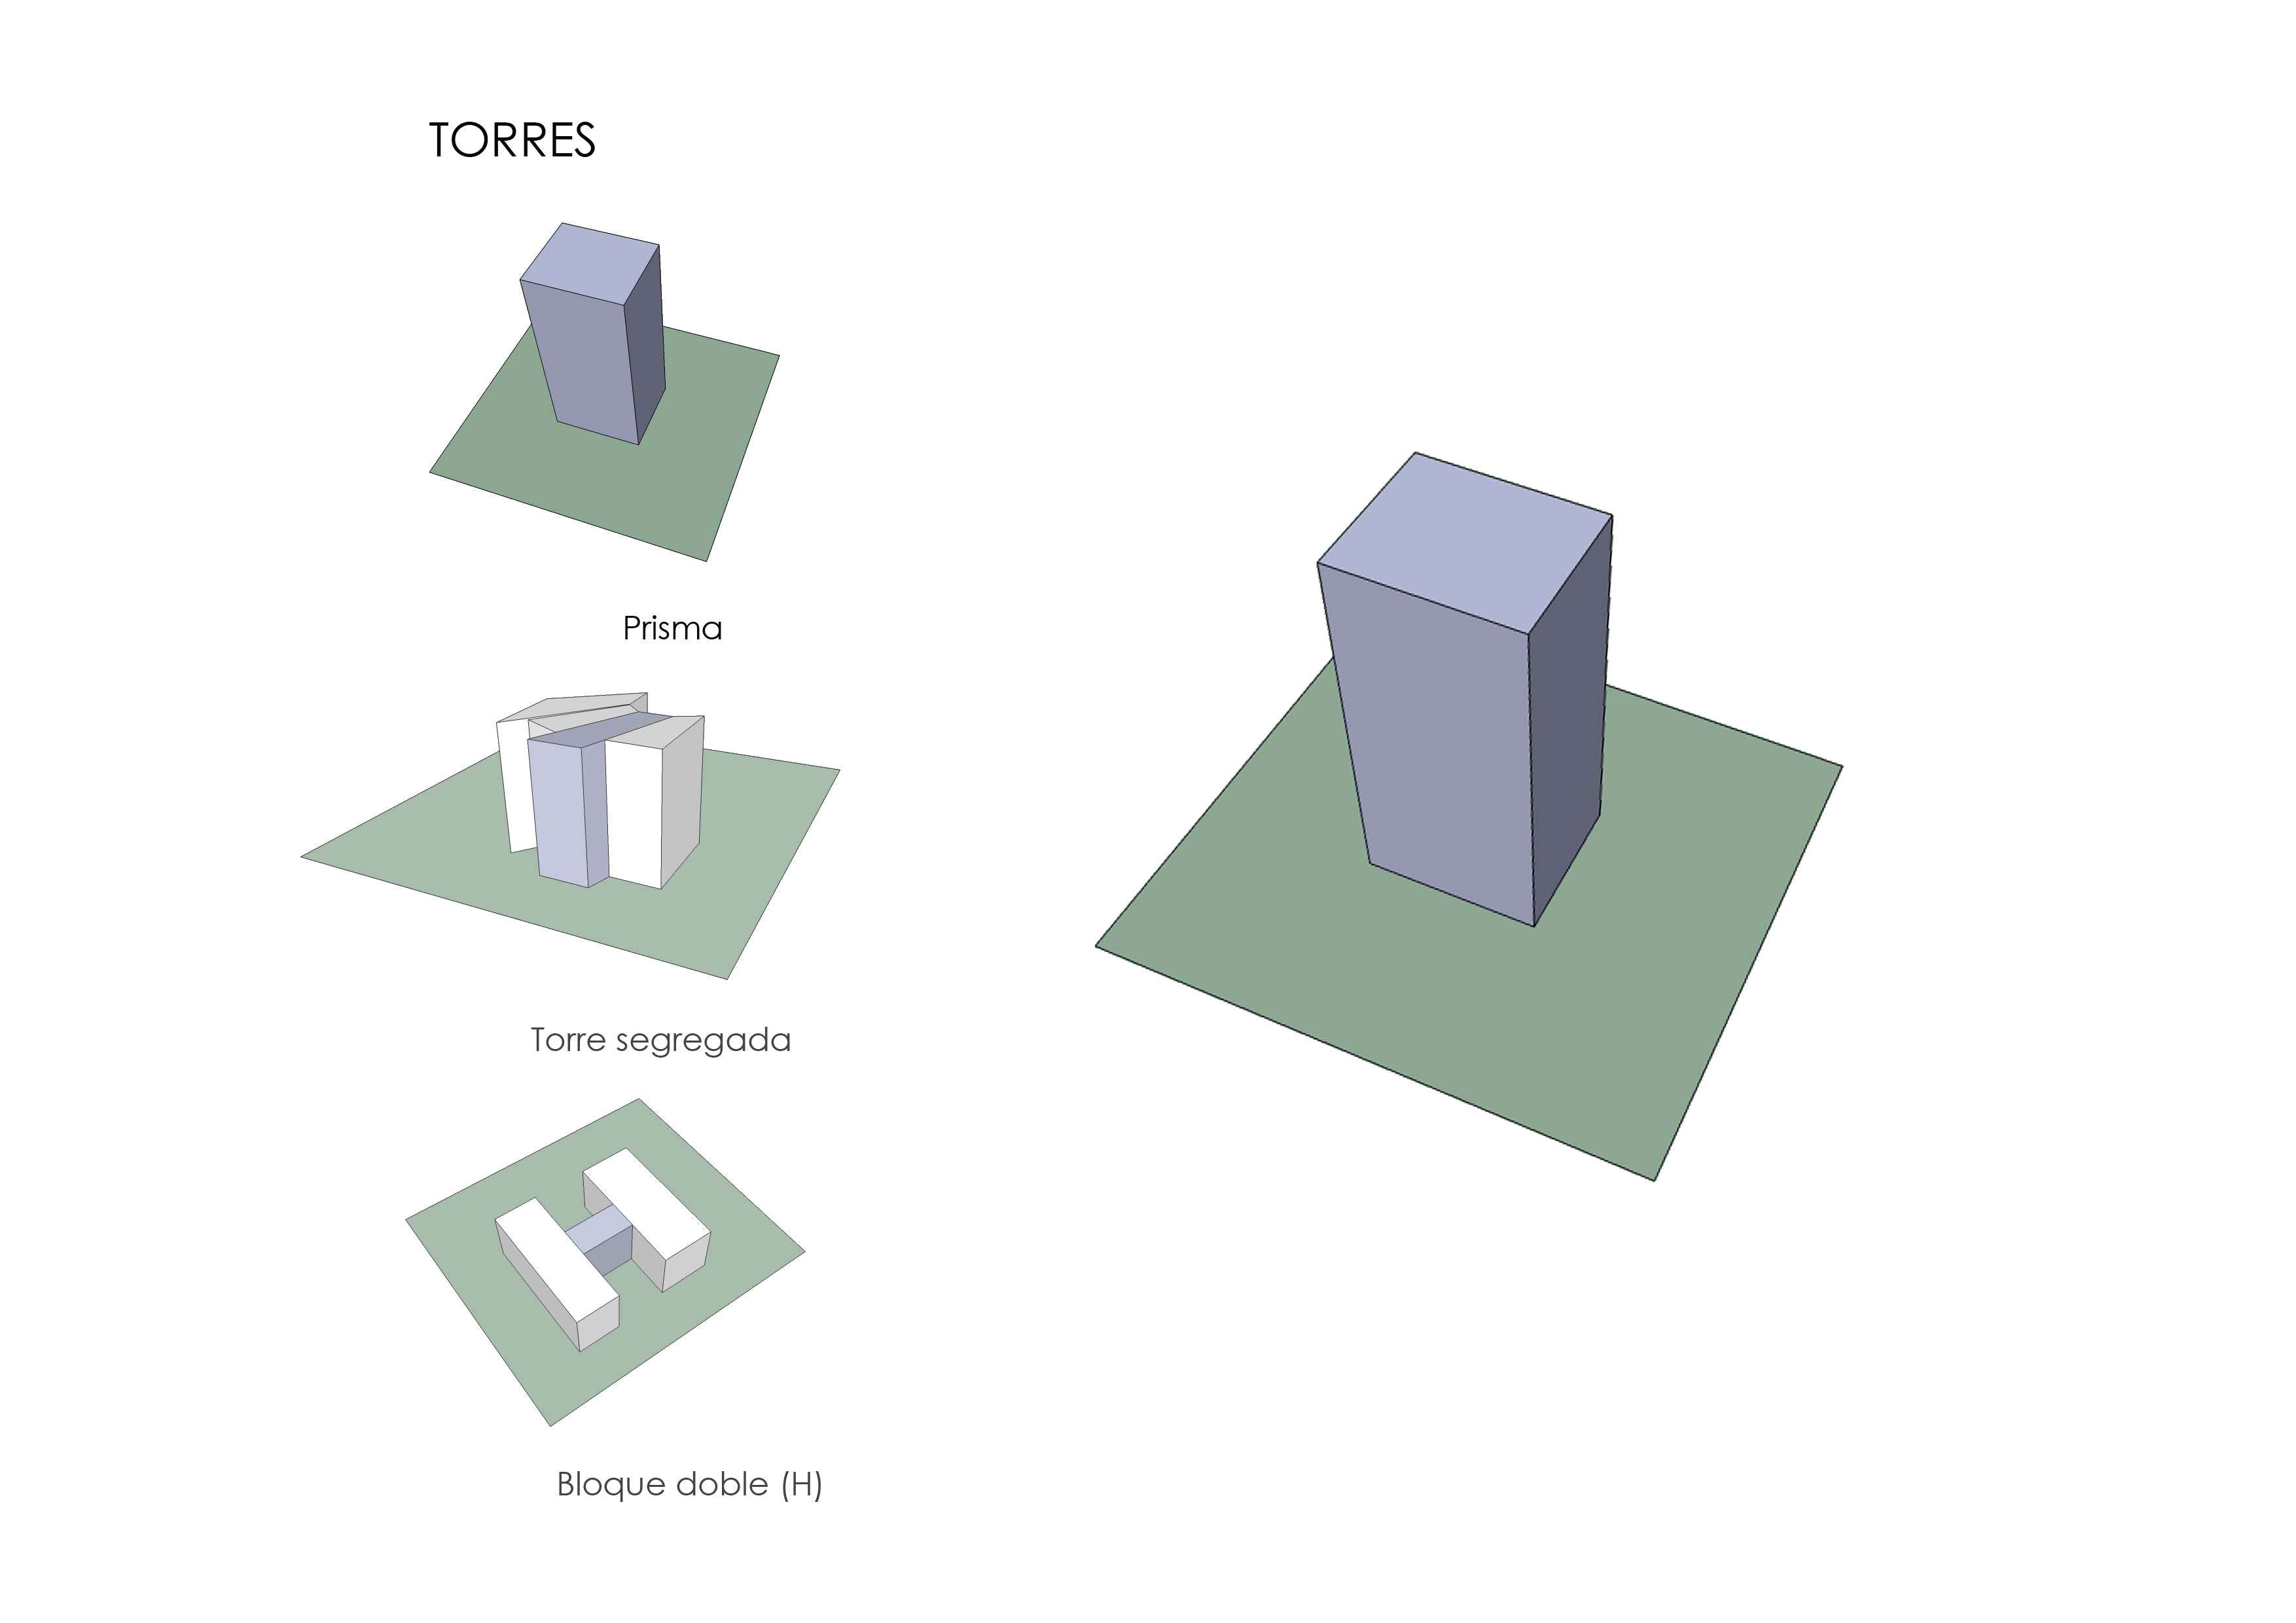 TORRES
Prisma
Torre segregada
Bloque doble (H)